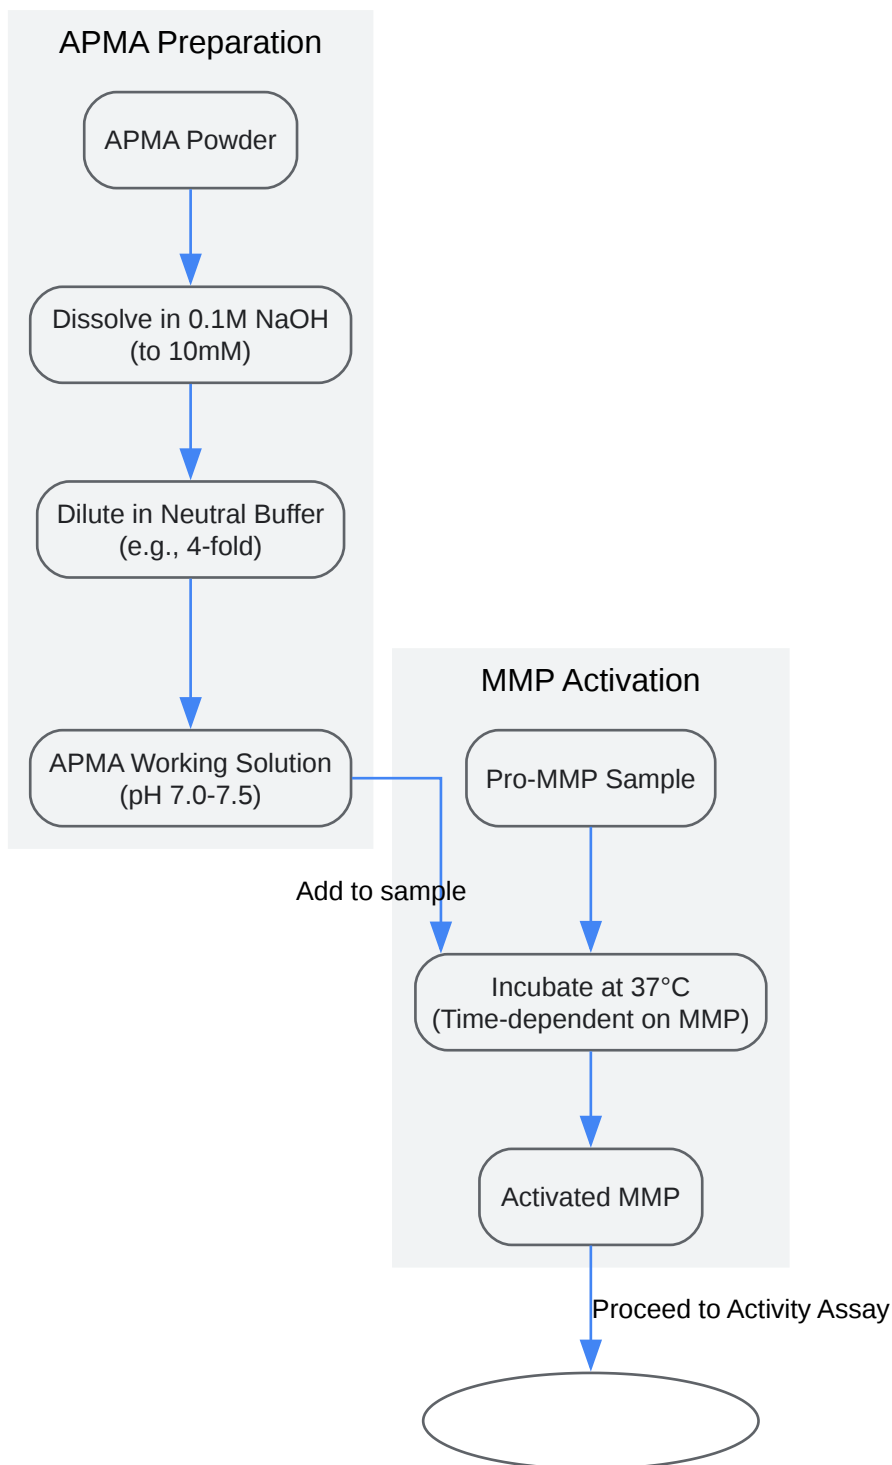 APMA Preparation
APMA Powder
Dissolve in 0.1M NaOH
(to 10mM)
Dilute in Neutral Buffer
(e.g., 4-fold)
APMA Working Solution
(pH 7.0-7.5)
Add to sample
MMP Activation
Pro-MMP Sample
Incubate at 37°C
(Time-dependent on MMP)
Activated MMP
Proceed to Activity Assay